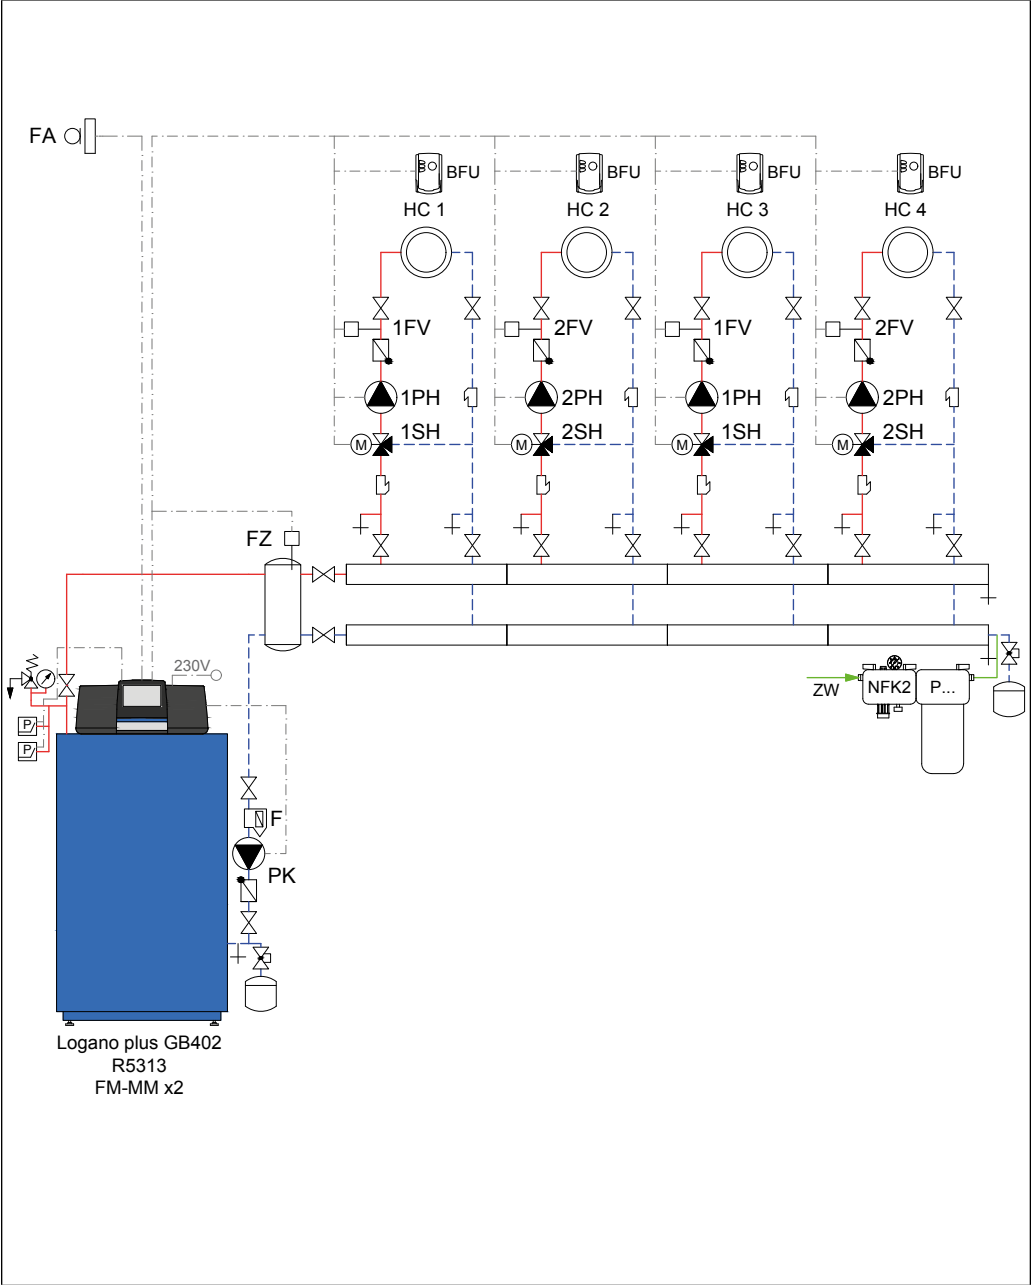 FA
BFU BFU BFU BFU
HC 1 HC 2 HC 3 HC 4
1FV 2FV 1FV 2FV
1PH 2PH 1PH 2PH
1SH 2SH 1SH 2SH
M M M M
FZ
230V
ZW NFK2 P...
P
P
F
PK
Logano plus GB402
R5313
FM-MM x2